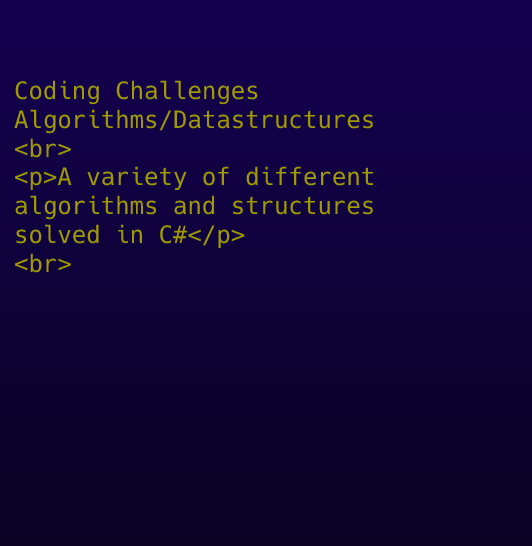 Coding Challenges
Algorithms/Datastructures
<br>
<p>A variety of different
algorithms and structures
solved in C#</p>
<br>